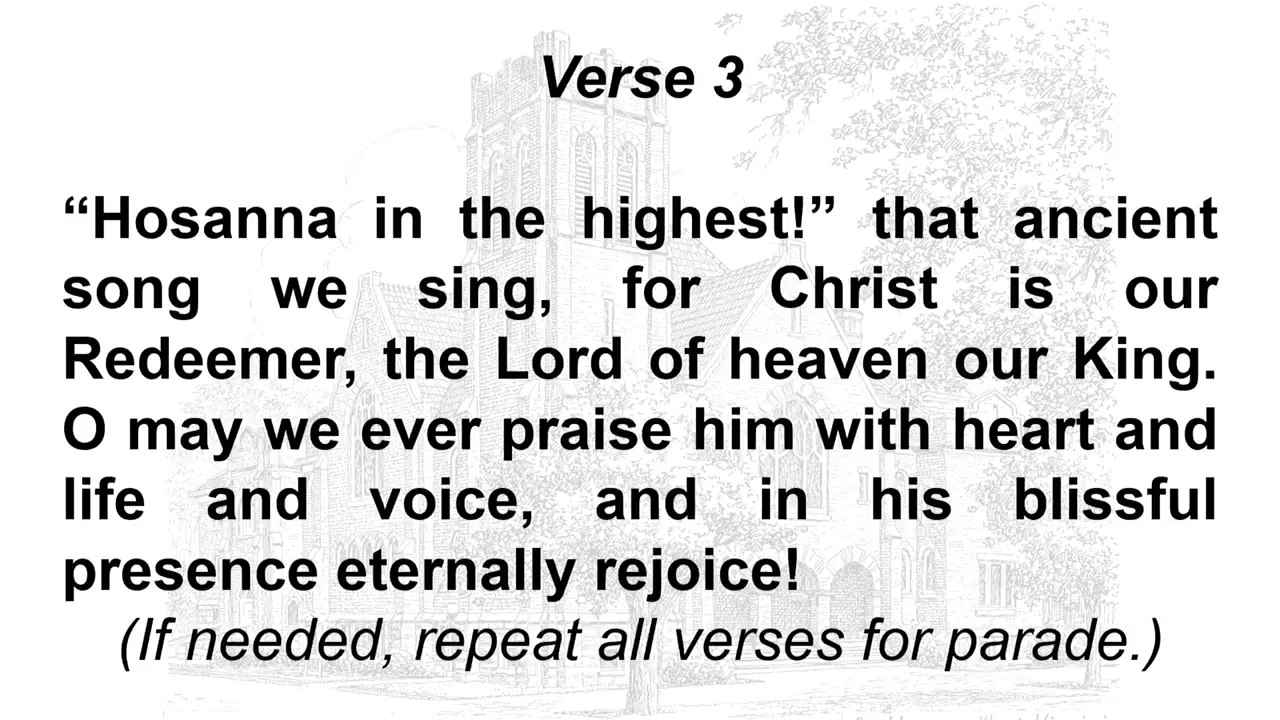 Verse 3
“Hosanna in the highest!” that ancient
song we sing, for Christ is our
Redeemer, the Lord of heaven our King.
O may we ever praise him with heart and
life and voice, and in his blissful
presence eternally rejoice!
(If needed, repeat all verses for parade.)